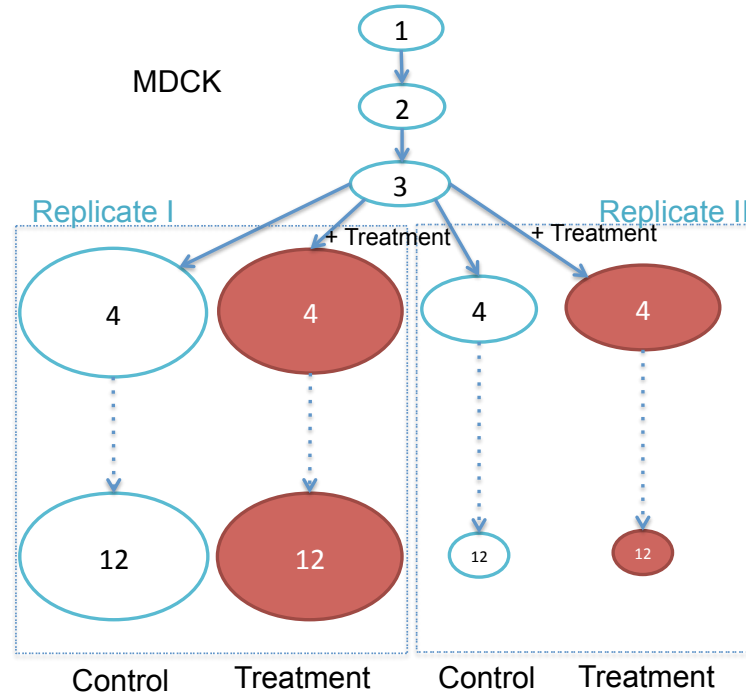 1
MDCK
2
3
Replicate I
Replicate II
+ Treatment
+ Treatment
4
4
4
4
12
12
12
12
Control
Treatment
Control
Treatment